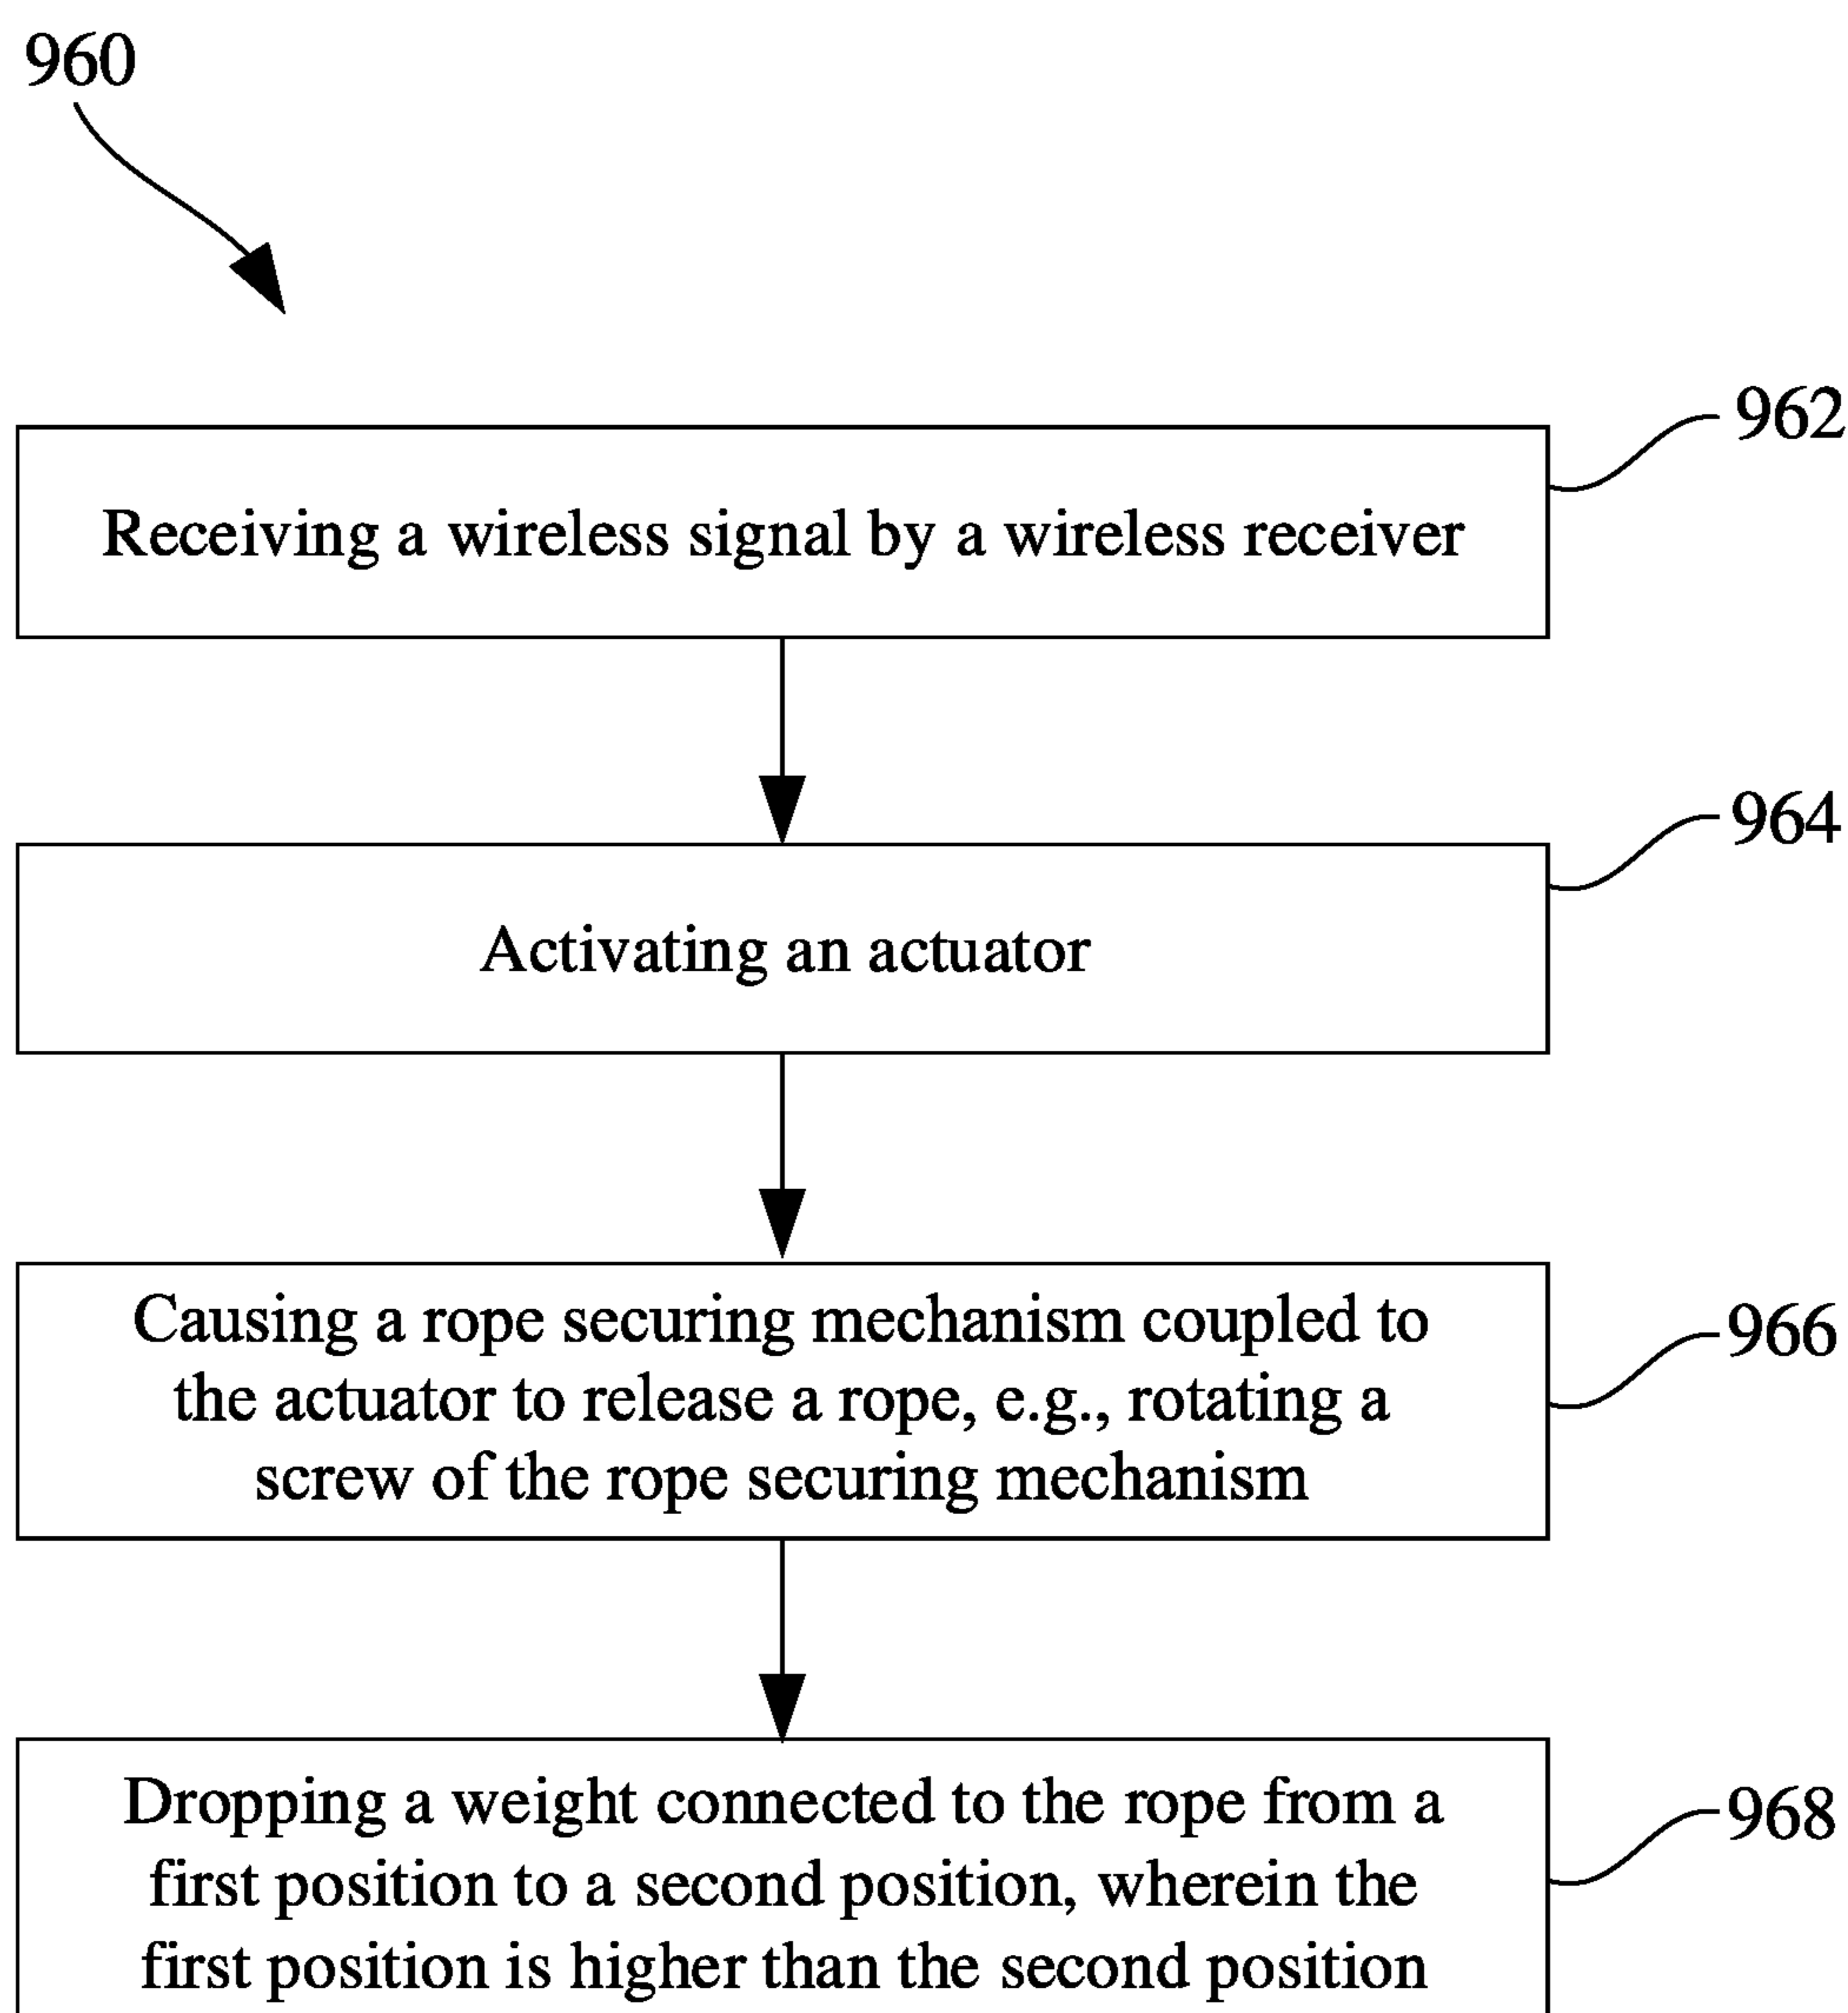 960
962
Receiving a wireless signal by a wireless receiver
964
Activating an actuator
Causing a rope securing mechanism coupled to
966
the actuator to release a rope, e.g., rotating a
screw of the rope securing mechanism
Dropping a weight connected to the rope from a
968
first position to a second position, wherein the
first position is higher than the second position